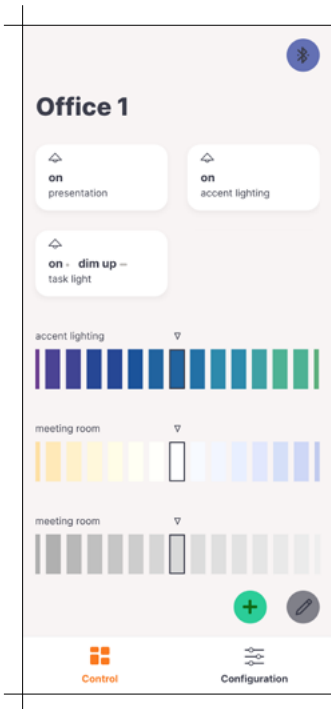 Office 1
on
presentation
on
accent lighting
on - dim up –
task light
accent lighting
meeting room
meeting room
Control
Configuration